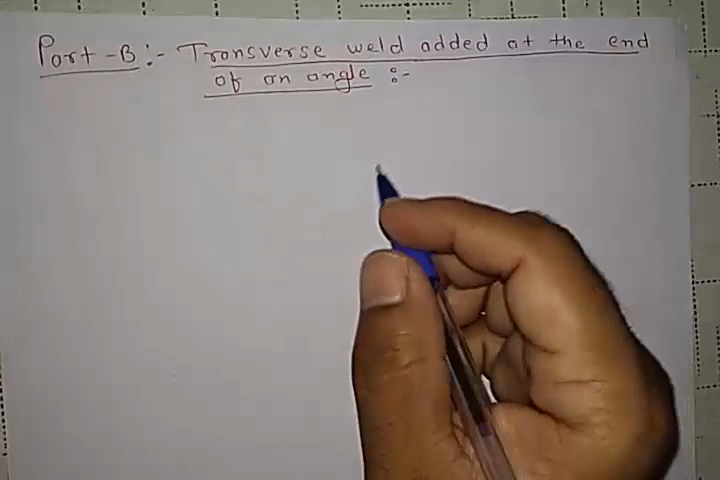 Part-B:- Transverse weld added at the end
of an angle :-